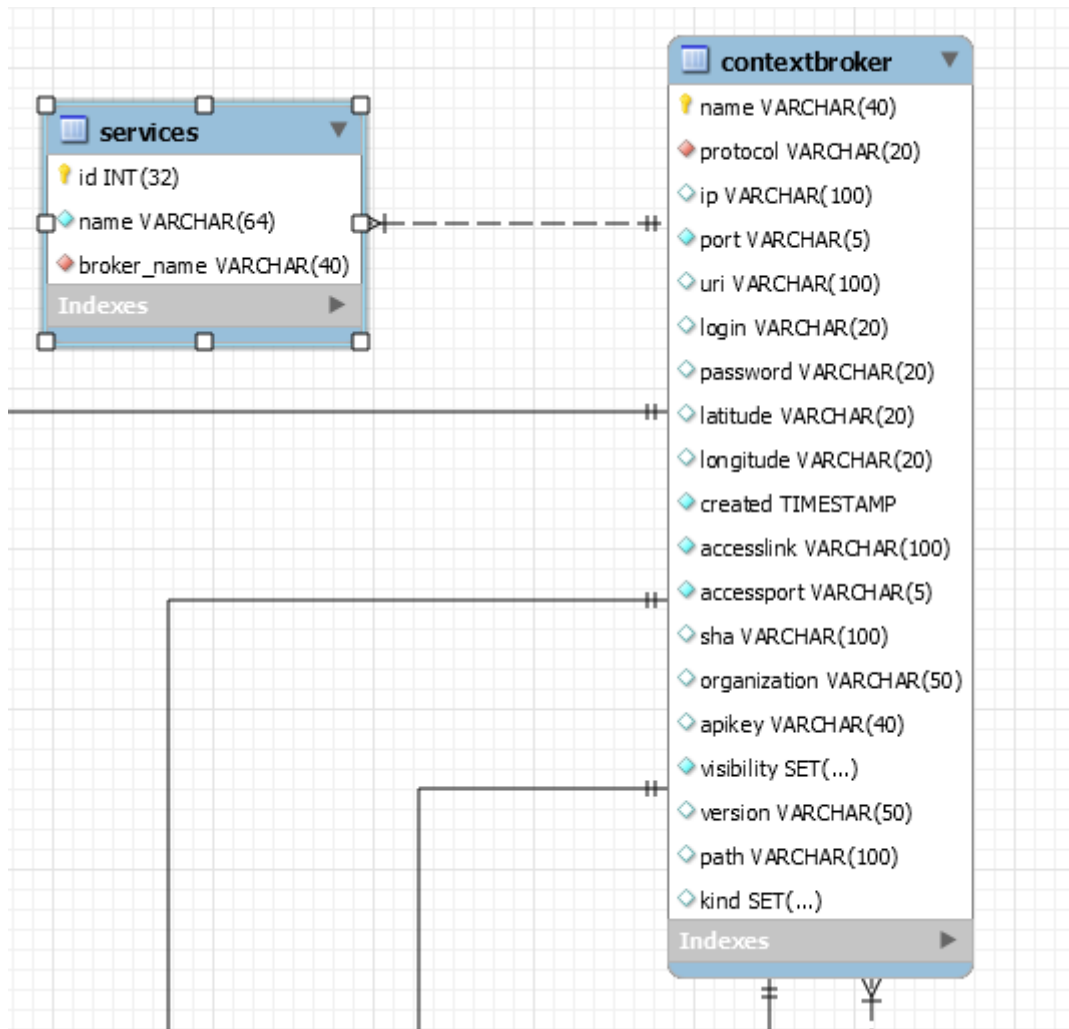 services
id INT(32)
name VARCHAR(64)
broker_name VARCHAR(40)
Indexes
contextbroker
name VARCHAR(40)
protocol VARCHAR(20)
ip VARCHAR(100)
port VARCHAR(5)
uri VARCHAR(100)
login VARCHAR(20)
password VARCHAR(20)
latitude VARCHAR(20)
longitude VARCHAR(20)
created TIMESTAMP
accesslink VARCHAR(100)
accessport VARCHAR(5)
sha VARCHAR(100)
organization VARCHAR(50)
apikey VARCHAR(40)
visibility SET(...)
version VARCHAR(50)
path VARCHAR(100)
kind SET(...)
Indexes